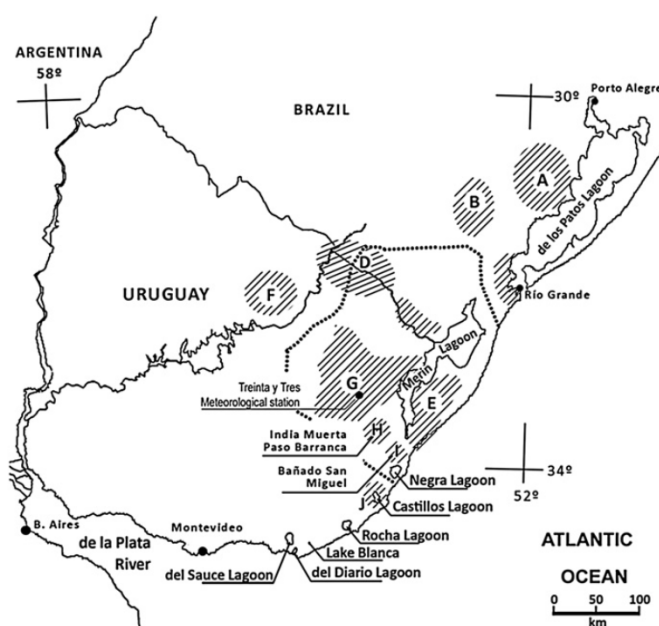 ARGENTINA
58º
BRAZIL
30º
Porto Alegre
A
B
de los Patos Lagoon
D
F
URUGUAY
Río Grande
Merin
Lagoon
G
Treinta y Tres
Meteorological station
E
H
India Muerta
Paso Barranca
I
Bañado San
Miguel
34º
52º
Negra Lagoon
J
Castillos Lagoon
B. Aires
Montevideo
Rocha Lagoon
de la Plata
River
Lake Blanca
del Sauce Lagoon
del Diario Lagoon
ATLANTIC
OCEAN
0 50 100
km